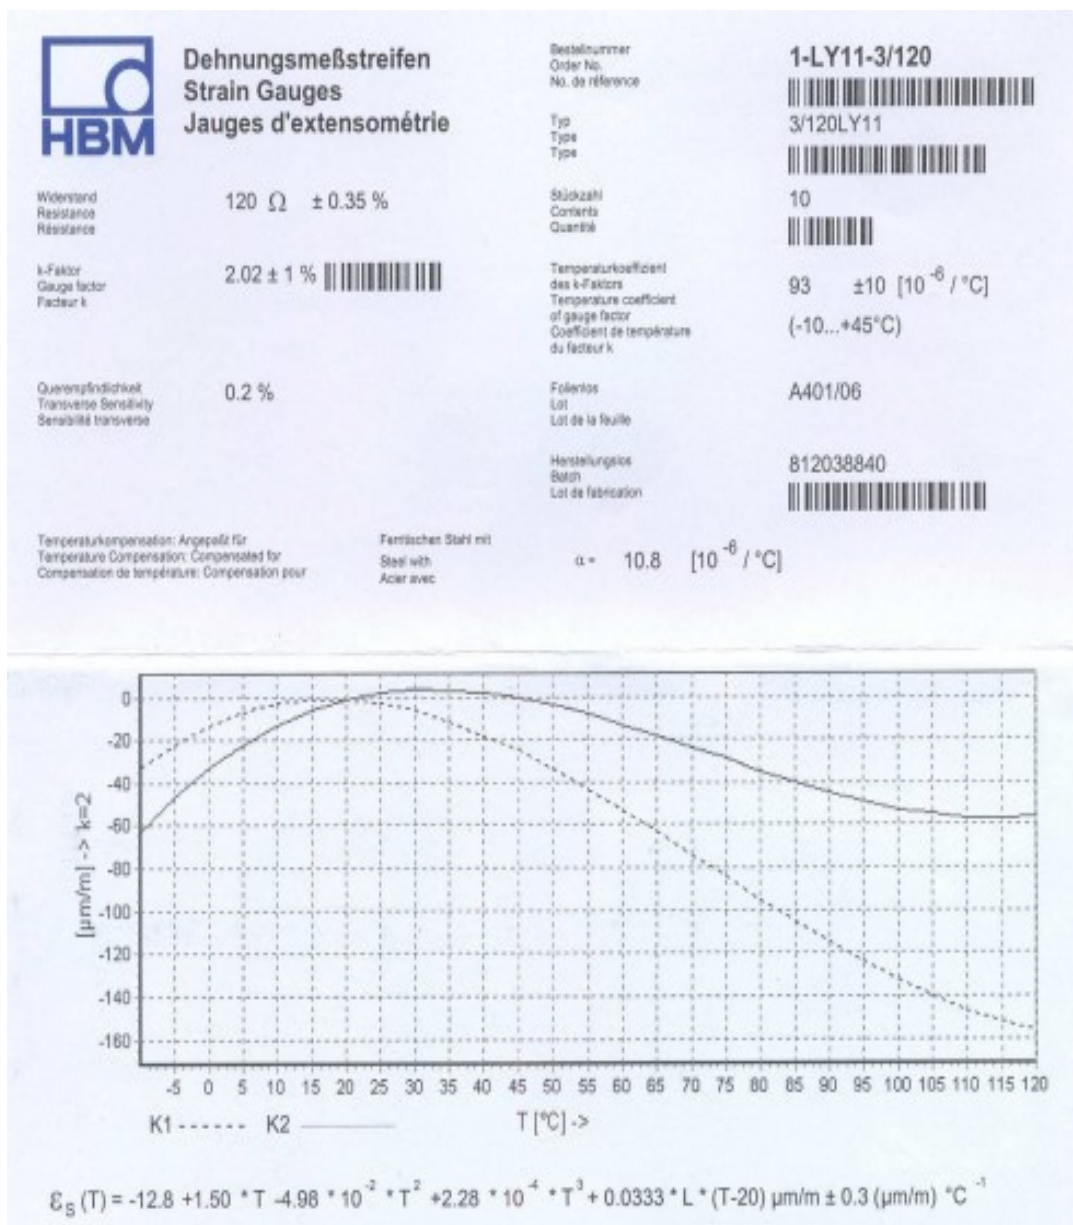 HBM
Dehnungsmeßstreifen
Strain Gauges
Jauges d'extensométrie
Bestellnummer
Order No.
No. de référence
1-LY11-3/120
Typ
Type
Type
3/120LY11
Widerstand
Resistance
Résistance
120 Ω ± 0.35 %
Stückzahl
Contents
Quantité
10
k-Faktor
Gauge factor
Facteur k
2.02 ± 1 %
Temperaturkoeffizient
des k-Faktors
Temperature coefficient
of gauge factor
Coefficient de température
du facteur k
93 ±10 [10⁻⁶ / °C]
(-10...+45°C)
Querempfindlichkeit
Transverse Sensitivity
Sensibilité transverse
0.2 %
Folienlos
Lot
Lot de la feuille
A401/06
Herstellungslos
Batch
Lot de fabrication
812038840
Temperaturkompensation: Angepaßt für
Temperature Compensation: Compensated for
Compensation de température: Compensation pour
Ferritischen Stahl mit
Steel with
Acier avec
α = 10.8 [10⁻⁶ / °C]
0
-20
-40
-60
-80
-100
-120
-140
-160
[µm/m] -> k=2
-5 0 5 10 15 20 25 30 35 40 45 50 55 60 65 70 75 80 85 90 95 100 105 110 115 120
K1 ------ K2 ———
T [°C] ->
εS (T) = -12.8 +1.50 * T -4.98 * 10⁻² * T² +2.28 * 10⁻⁴ * T³ + 0.0333 * L * (T-20) µm/m ± 0.3 (µm/m) °C⁻¹